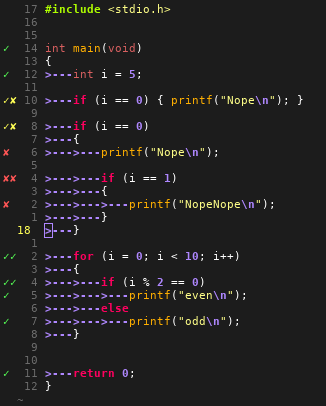 17 #include <stdio.h>
16
15
✓ 14 int main(void)
13 {
✓ 12 >---int i = 5;
11
✓✘ 10 >---if (i == 0) { printf("Nope\n"); }
9
✓✘ 8 >---if (i == 0)
7 >---{
✘ 6 >--->---printf("Nope\n");
5
✘✘ 4 >--->---if (i == 1)
3 >--->---{
✘ 2 >--->--->---printf("NopeNope\n");
1 >--->---}
18 >---}
1
✓✓ 2 >---for (i = 0; i < 10; i++)
3 >---{
✓✓ 4 >--->---if (i % 2 == 0)
✓ 5 >--->--->---printf("even\n");
6 >--->---else
✓ 7 >--->--->---printf("odd\n");
8 >---}
9
10
✓ 11 >---return 0;
12 }
~